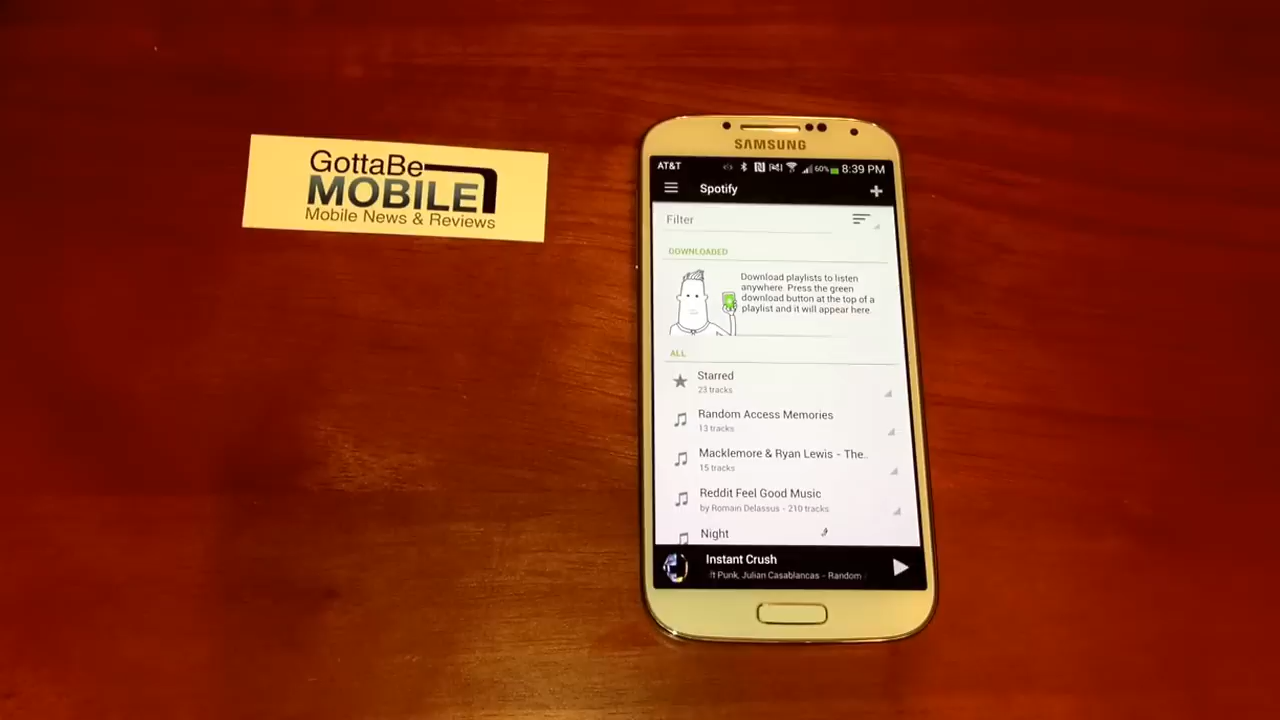 GottaBe
MOBILE
Mobile News & Reviews
SAMSUNG
AT&T 60% 8:39 PM
Spotify
Filter
DOWNLOADED
Download playlists to listen
anywhere. Press the green
download button at the top of a
playlist and it will appear here.
ALL
Starred
23 tracks
Random Access Memories
13 tracks
Macklemore & Ryan Lewis - The..
15 tracks
Reddit Feel Good Music
by Romain Delassus - 210 tracks
Night
Instant Crush
ft Punk, Julian Casablancas - Random